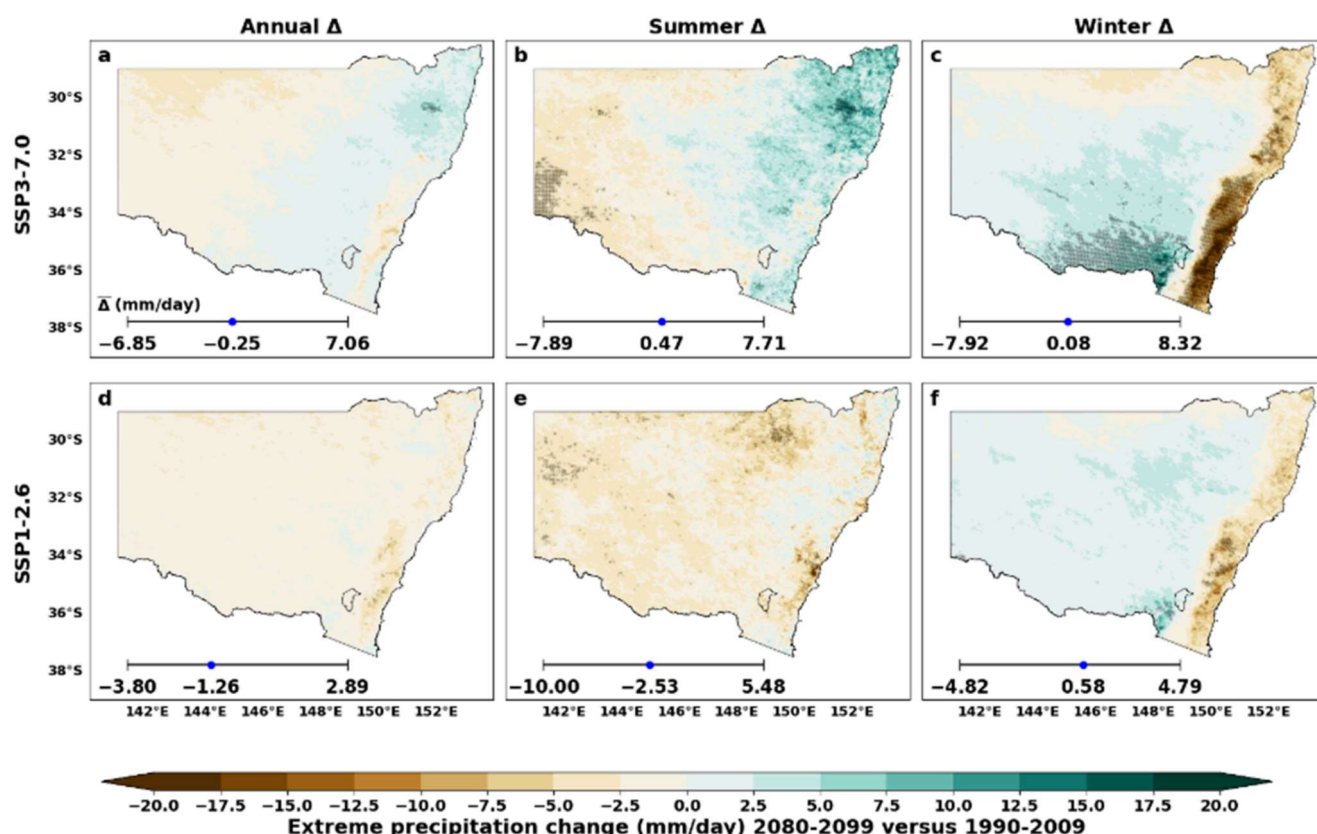 Annual Δ Summer Δ Winter Δ
a b c
SSP3-7.0
30°S
32°S
34°S
36°S
38°S
Δ̅ (mm/day)
−6.85 −0.25 7.06 −7.89 0.47 7.71 −7.92 0.08 8.32
d e f
SSP1-2.6
30°S
32°S
34°S
36°S
38°S
−3.80 −1.26 2.89 −10.00 −2.53 5.48 −4.82 0.58 4.79
142°E 144°E 146°E 148°E 150°E 152°E 142°E 144°E 146°E 148°E 150°E 152°E 142°E 144°E 146°E 148°E 150°E 152°E
−20.0 −17.5 −15.0 −12.5 −10.0 −7.5 −5.0 −2.5 0.0 2.5 5.0 7.5 10.0 12.5 15.0 17.5 20.0
Extreme precipitation change (mm/day) 2080-2099 versus 1990-2009